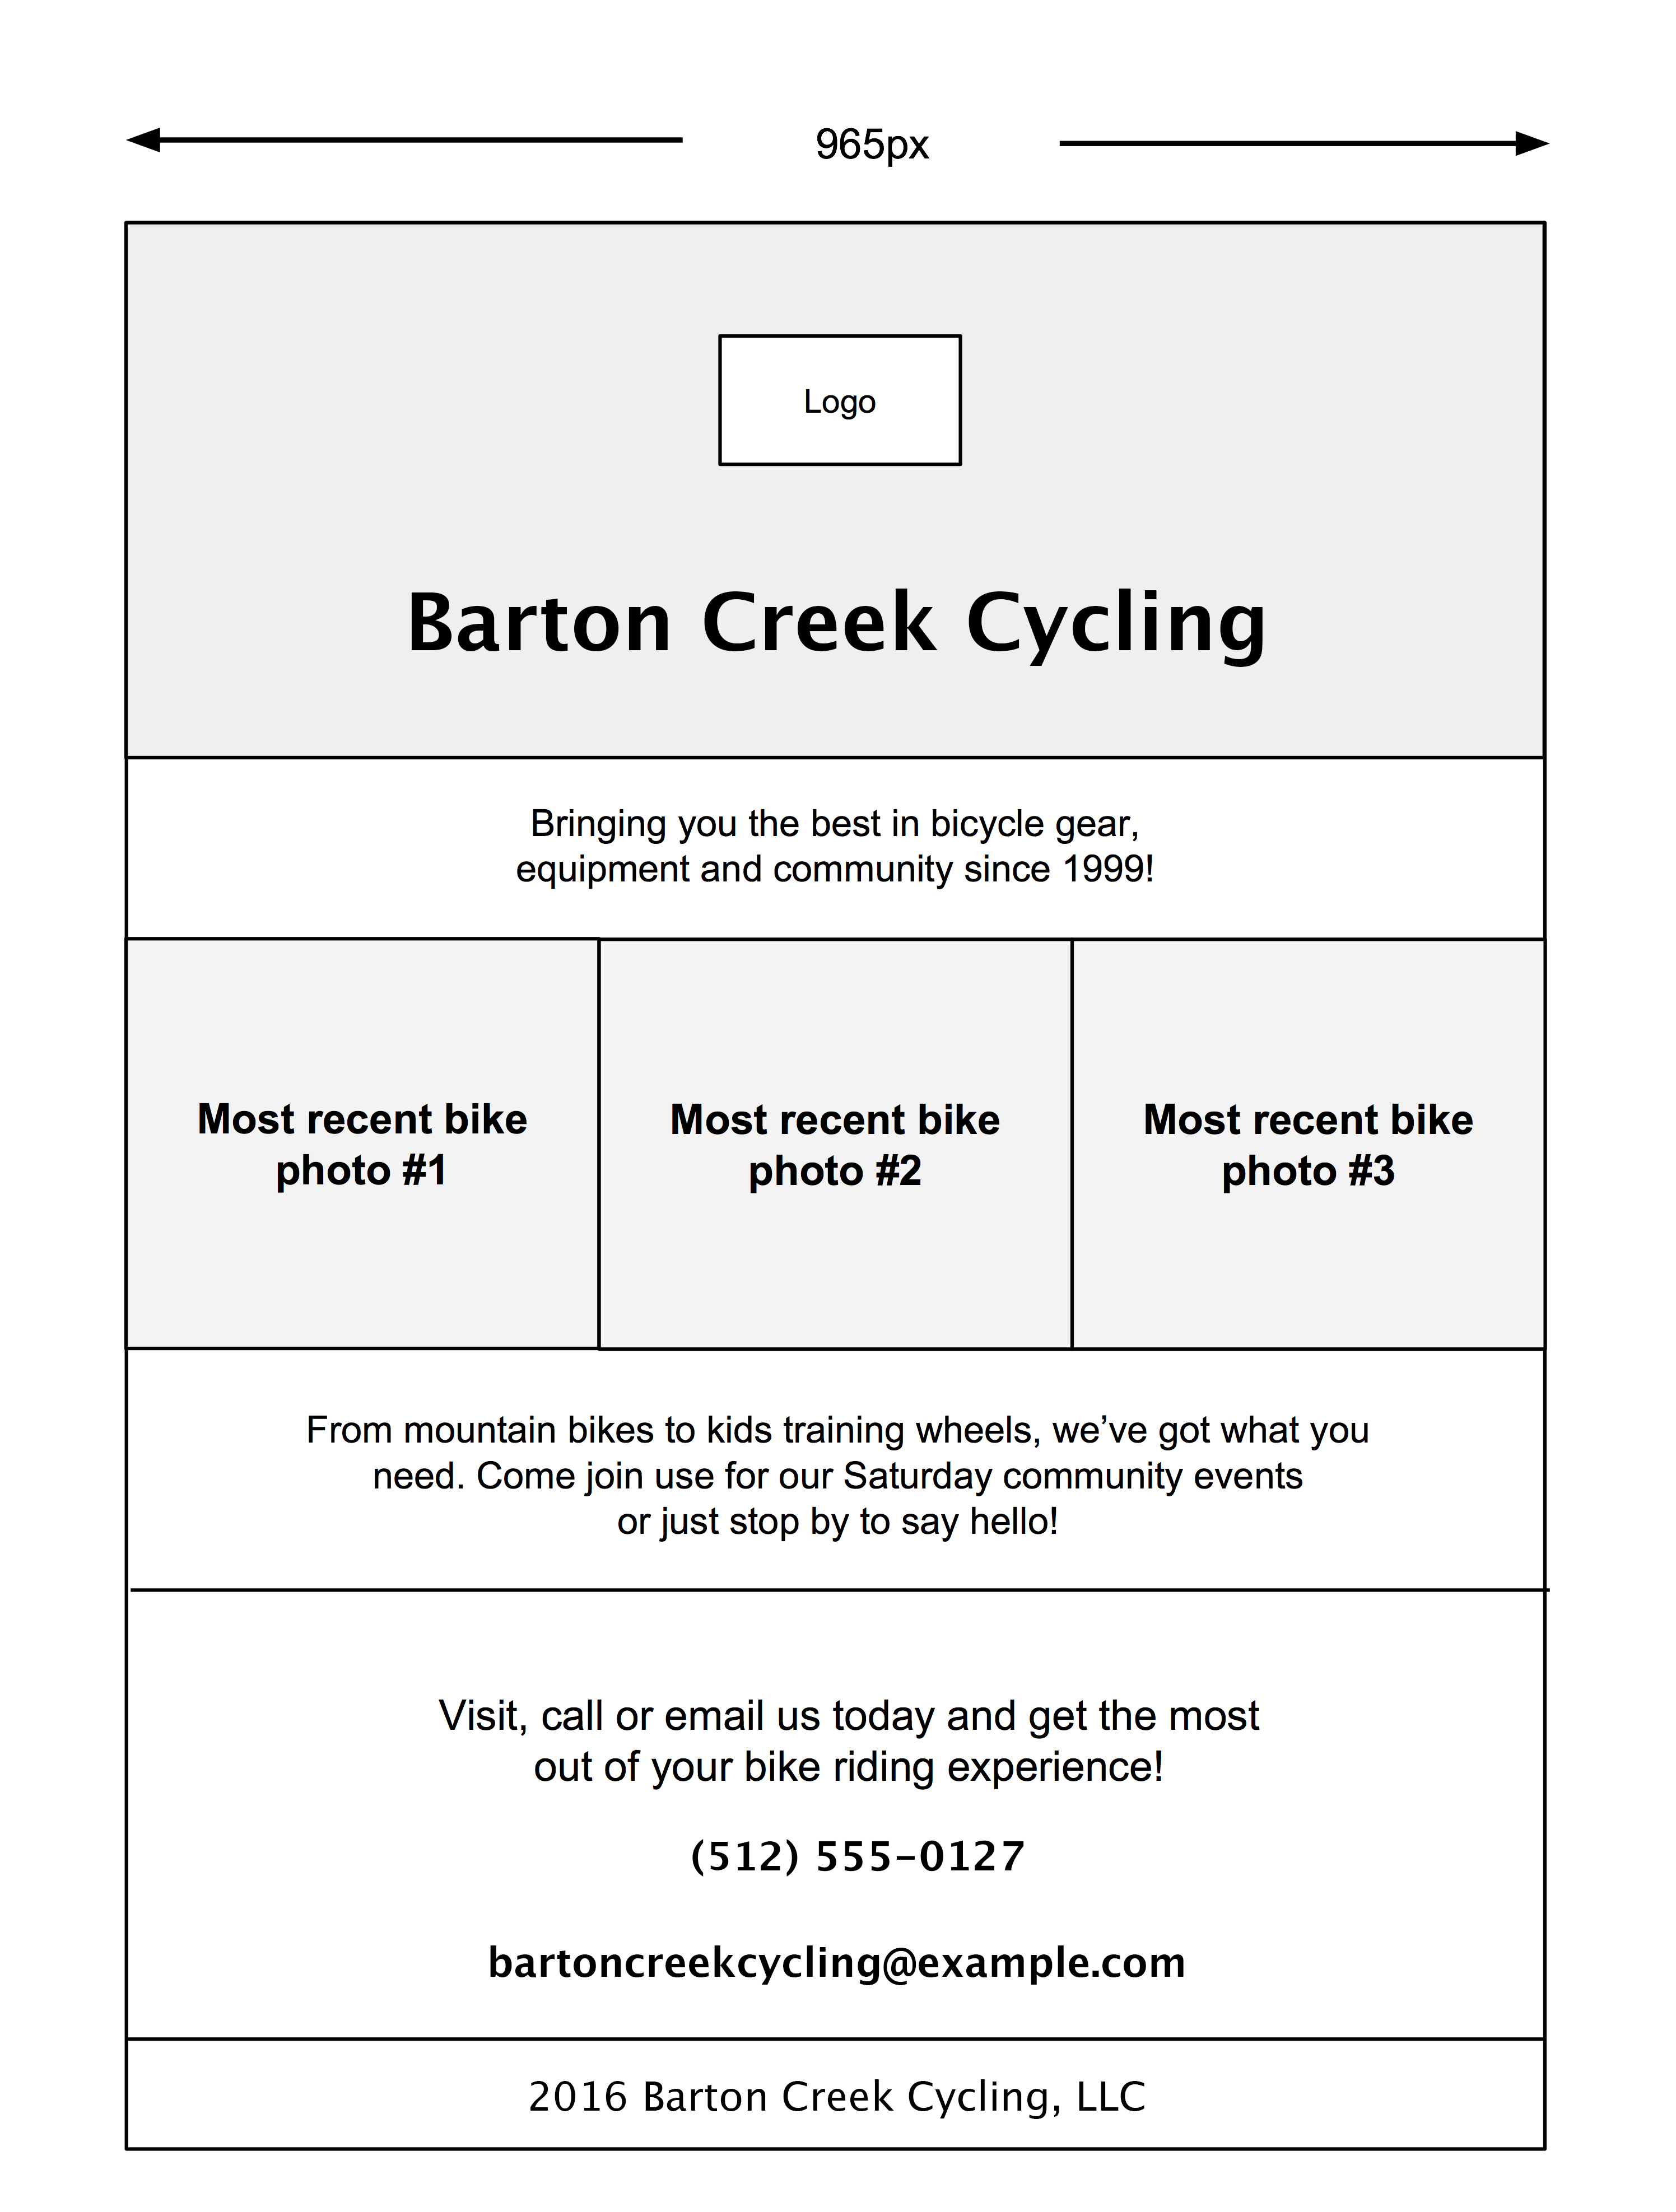 965px
Logo
Barton Creek Cycling
Bringing you the best in bicycle gear,
equipment and community since 1999!
Most recent bike
photo #1
Most recent bike
photo #2
Most recent bike
photo #3
From mountain bikes to kids training wheels, we’ve got what you
need. Come join use for our Saturday community events
or just stop by to say hello!
Visit, call or email us today and get the most
out of your bike riding experience!
(512) 555-0127
bartoncreekcycling@example.com
2016 Barton Creek Cycling, LLC